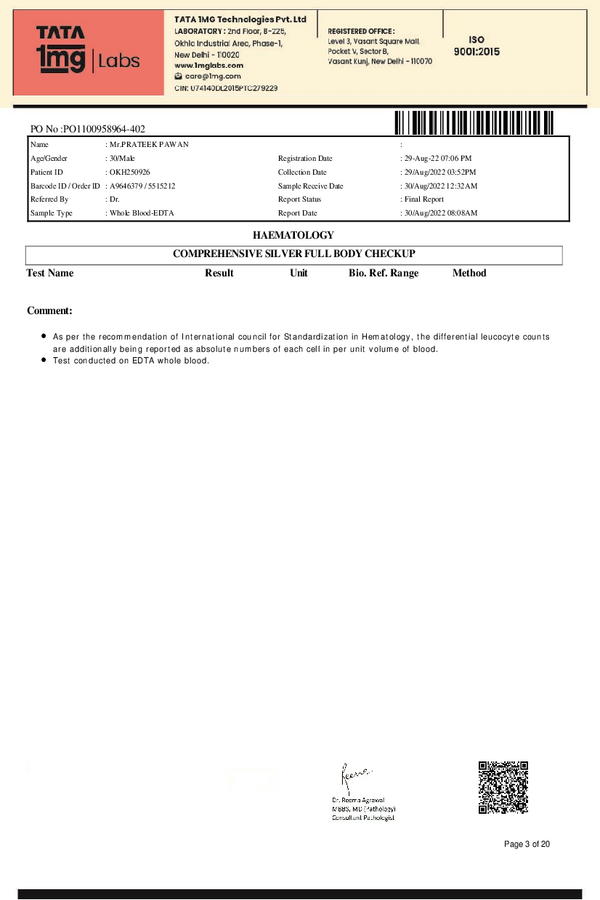 TATA
1mg Labs
TATA 1MG Technologies Pvt. Ltd
LABORATORY : 2nd Floor, B-225,
Okhla Industrial Area, Phase-1,
New Delhi - 110020
www.1mglabs.com
care@1mg.com
CIN: U74140DL2015PTC279229
REGISTERED OFFICE :
Level 3, Vasant Square Mall,
Pocket V, Sector B,
Vasant Kunj, New Delhi - 110070
ISO
9001:2015
PO No :PO1100958964-402
Name : Mr.PRATEEK PAWAN :
Age/Gender : 30/Male Registration Date : 29-Aug-22 07:06 PM
Patient ID : OKH250926 Collection Date : 29/Aug/2022 03:52PM
Barcode ID / Order ID : A9646379 / 5515212 Sample Receive Date : 30/Aug/2022 12:32AM
Referred By : Dr. Report Status : Final Report
Sample Type : Whole Blood-EDTA Report Date : 30/Aug/2022 08:08AM
HAEMATOLOGY
COMPREHENSIVE SILVER FULL BODY CHECKUP
Test Name Result Unit Bio. Ref. Range Method
Comment:
As per the recommendation of International council for Standardization in Hematology, the differential leucocyte counts
are additionally being reported as absolute numbers of each cell in per unit volume of blood.
Test conducted on EDTA whole blood.
Reema
Dr. Reema Agrawal
MBBS, MD (Pathology)
Consultant Pathologist
Page 3 of 20